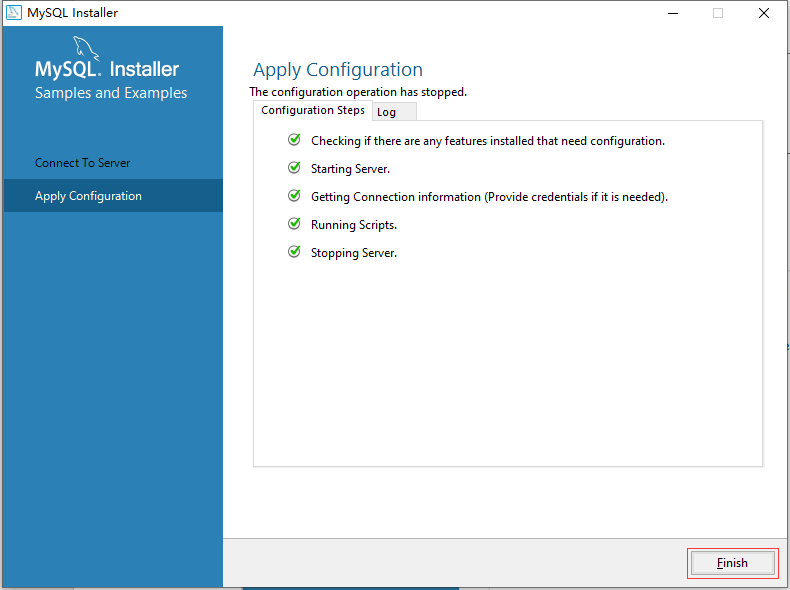 MySQL Installer
MySQL. Installer
Samples and Examples
Connect To Server
Apply Configuration
Apply Configuration
The configuration operation has stopped.
Configuration Steps
Log
Checking if there are any features installed that need configuration.
Starting Server.
Getting Connection information (Provide credentials if it is needed).
Running Scripts.
Stopping Server.
Finish